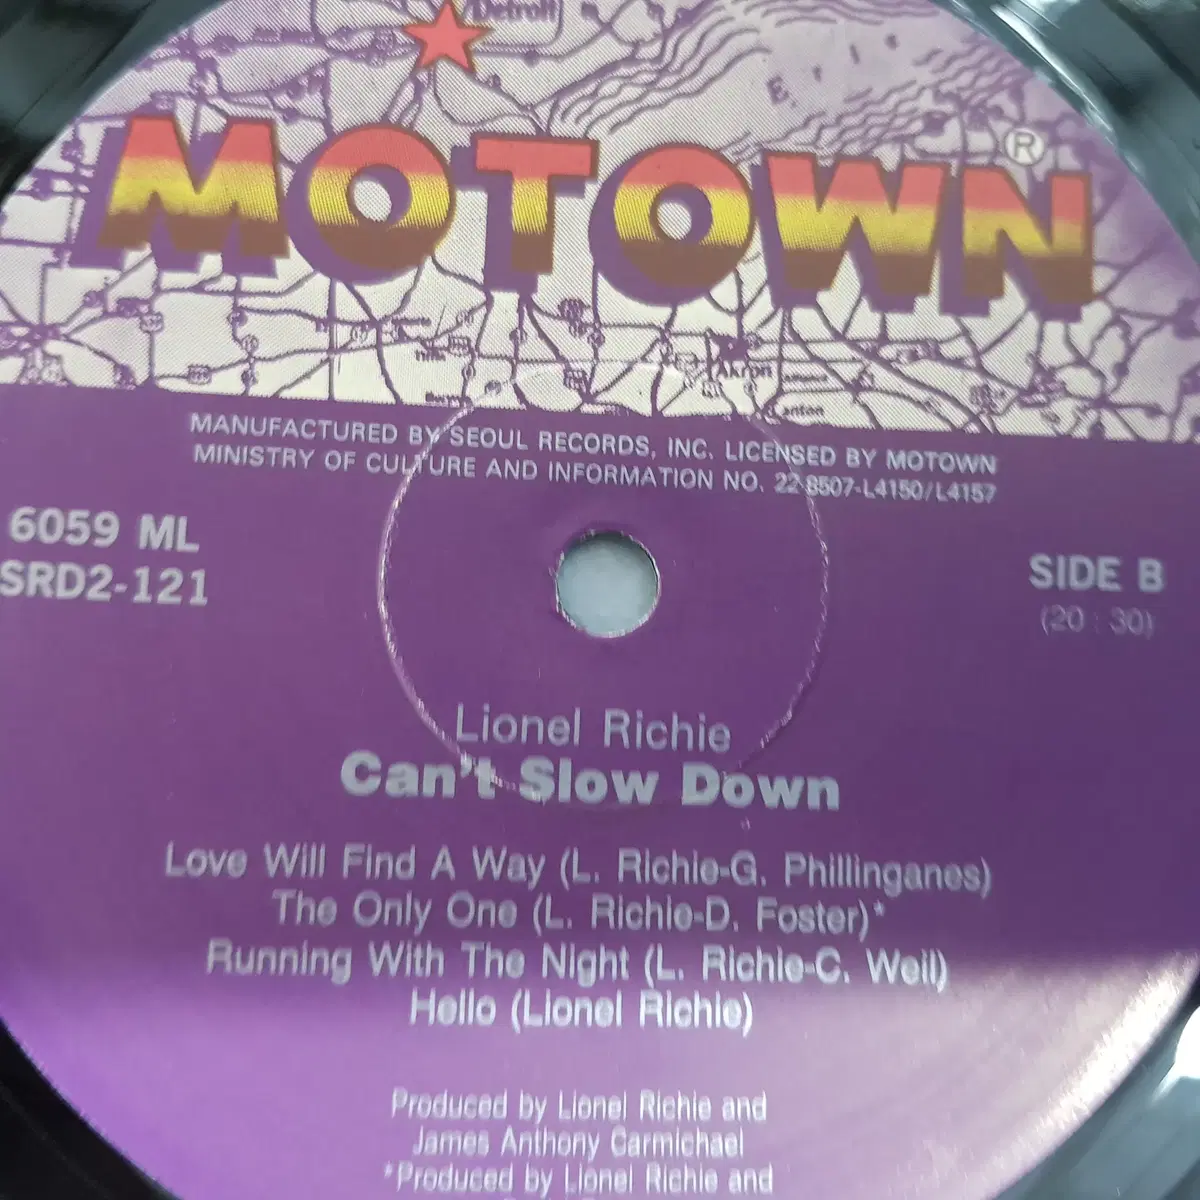 Detroit
Erie
MOTOWN®
Akron
Canton
MANUFACTURED BY SEOUL RECORDS, INC. LICENSED BY MOTOWN
MINISTRY OF CULTURE AND INFORMATION NO. 22-8507-L4150/L4157
6059 ML
SRD2-121
SIDE B
(20 : 30)
Lionel Richie
Can't Slow Down
Love Will Find A Way (L. Richie-G. Phillinganes)
The Only One (L. Richie-D. Foster)*
Running With The Night (L. Richie-C. Weil)
Hello (Lionel Richie)
Produced by Lionel Richie and
James Anthony Carmichael
*Produced by Lionel Richie and